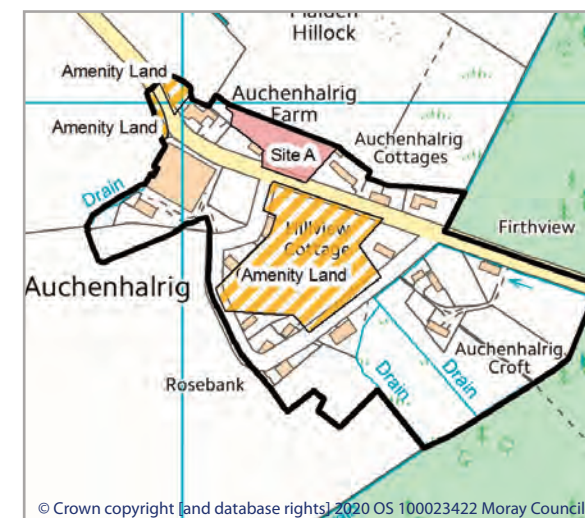 Hillock
Amenity Land
Auchenhalrig
Farm
Amenity Land
Site A
Auchenhalrig
Cottages
Drain
Firthview
Hillview
Cottage
Amenity Land
Auchenhalrig
Auchenhalrig
Croft
Drain
Drain
Rosebank
© Crown copyright [and database rights] 2020 OS 100023422 Moray Council